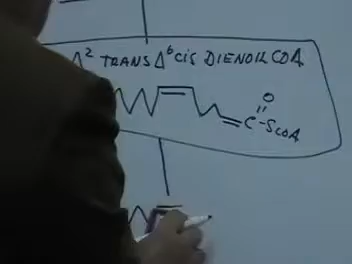 Δ² TRANS Δ⁶ CIS DIENOIL COA
O
C-SCOA